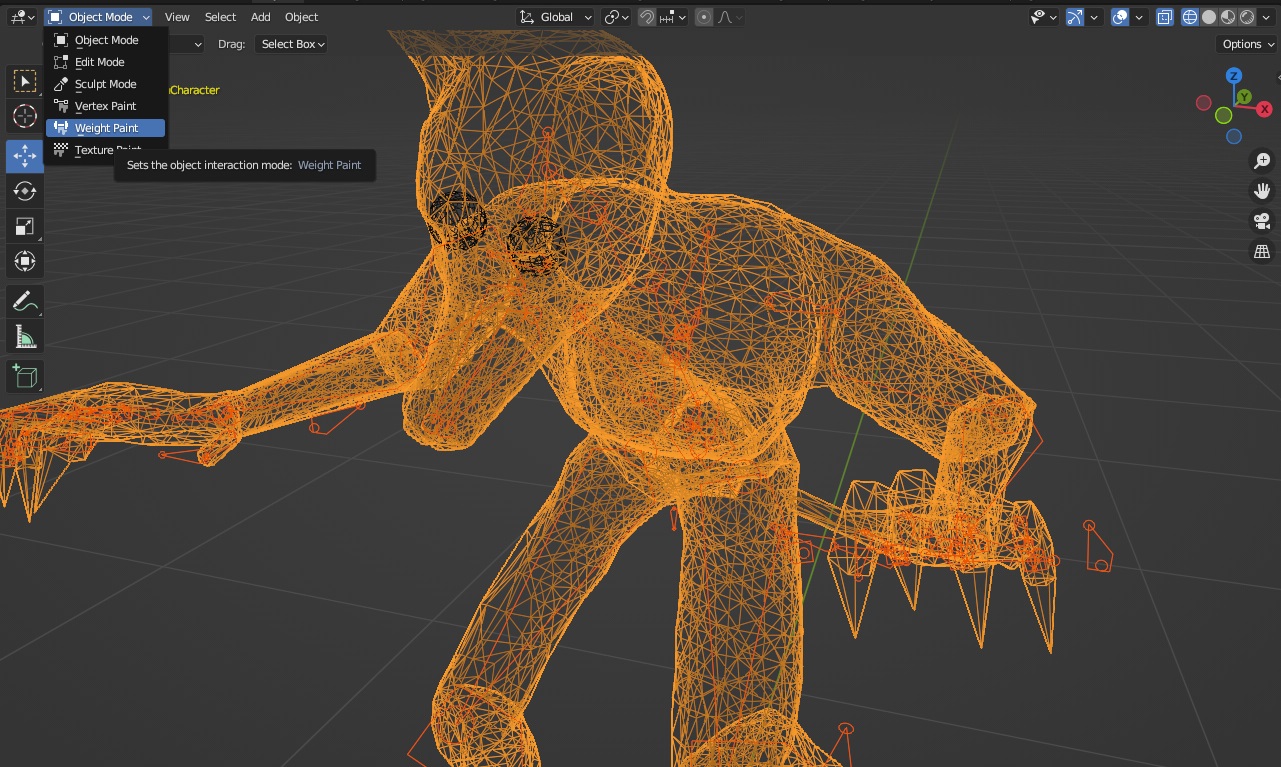 Object Mode
View
Select
Add
Object
Global
Drag:
Select Box
Options
Object Mode
Edit Mode
Sculpt Mode
Vertex Paint
Weight Paint
Texture Paint
Character
Sets the object interaction mode: Weight Paint
Z
Y
X